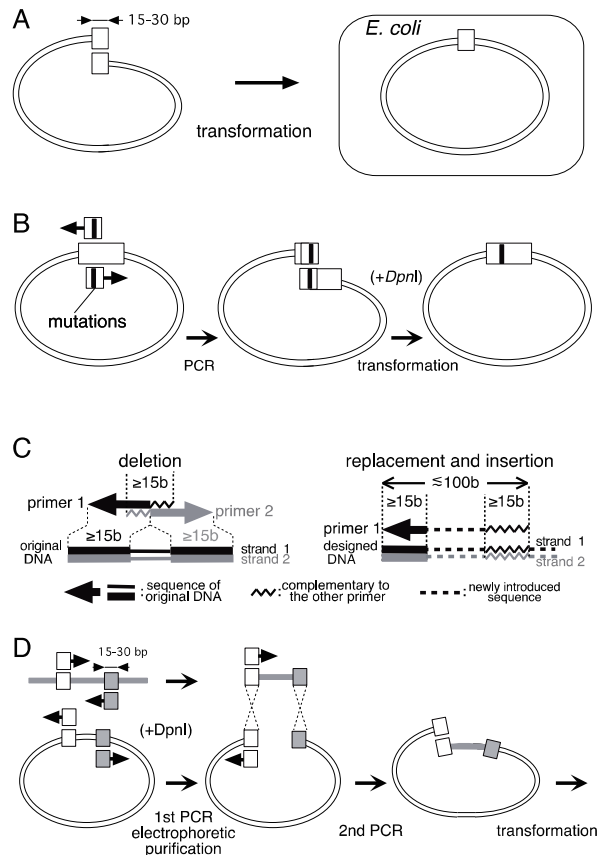 A
15-30 bp
transformation
E. coli
B
mutations
PCR
(+DpnI)
transformation
C
deletion
≥15b
primer 1
primer 2
≥15b
≥15b
original
DNA
strand 1
strand 2
replacement and insertion
≲100b
≥15b
≥15b
primer 1
designed
DNA
strand 1
strand 2
: sequence of
original DNA
: complementary to
the other primer
: newly introduced
sequence
D
15-30 bp
(+DpnI)
1st PCR
electrophoretic
purification
2nd PCR
transformation